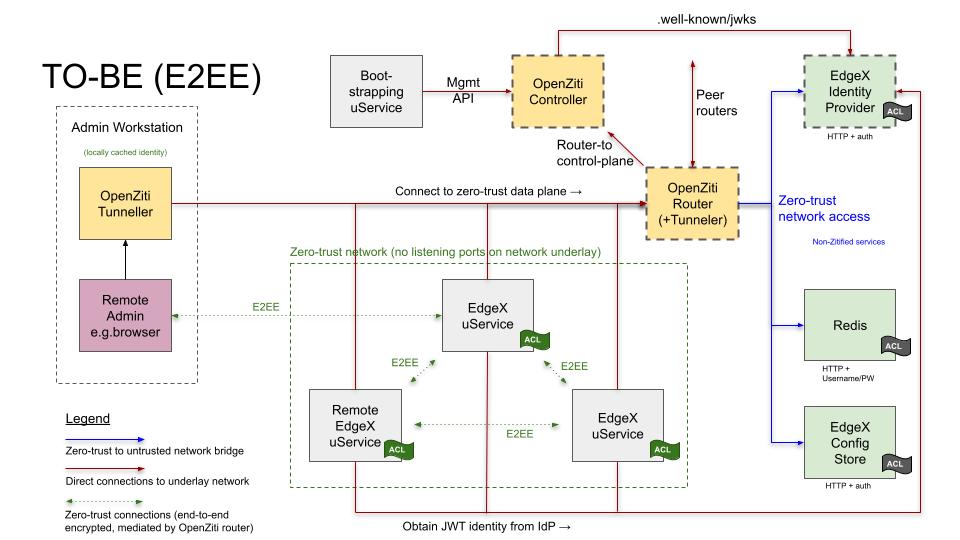 TO-BE (E2EE)
.well-known/jwks
Boot-
strapping
uService
Mgmt
API
OpenZiti
Controller
Peer
routers
EdgeX
Identity
Provider
ACL
HTTP + auth
Admin Workstation
(locally cached identity)
OpenZiti
Tunneller
Router-to
control-plane
Connect to zero-trust data plane →
OpenZiti
Router
(+Tunneler)
Zero-trust
network access
Non-Zitified services
Zero-trust network (no listening ports on network underlay)
Remote
Admin
e.g.browser
E2EE
EdgeX
uService
ACL
E2EE
E2EE
Redis
ACL
HTTP +
Username/PW
Remote
EdgeX
uService
ACL
E2EE
EdgeX
uService
ACL
EdgeX
Config
Store
ACL
HTTP + auth
Legend
Zero-trust to untrusted network bridge
Direct connections to underlay network
Zero-trust connections (end-to-end
encrypted, mediated by OpenZiti router)
Obtain JWT identity from IdP →